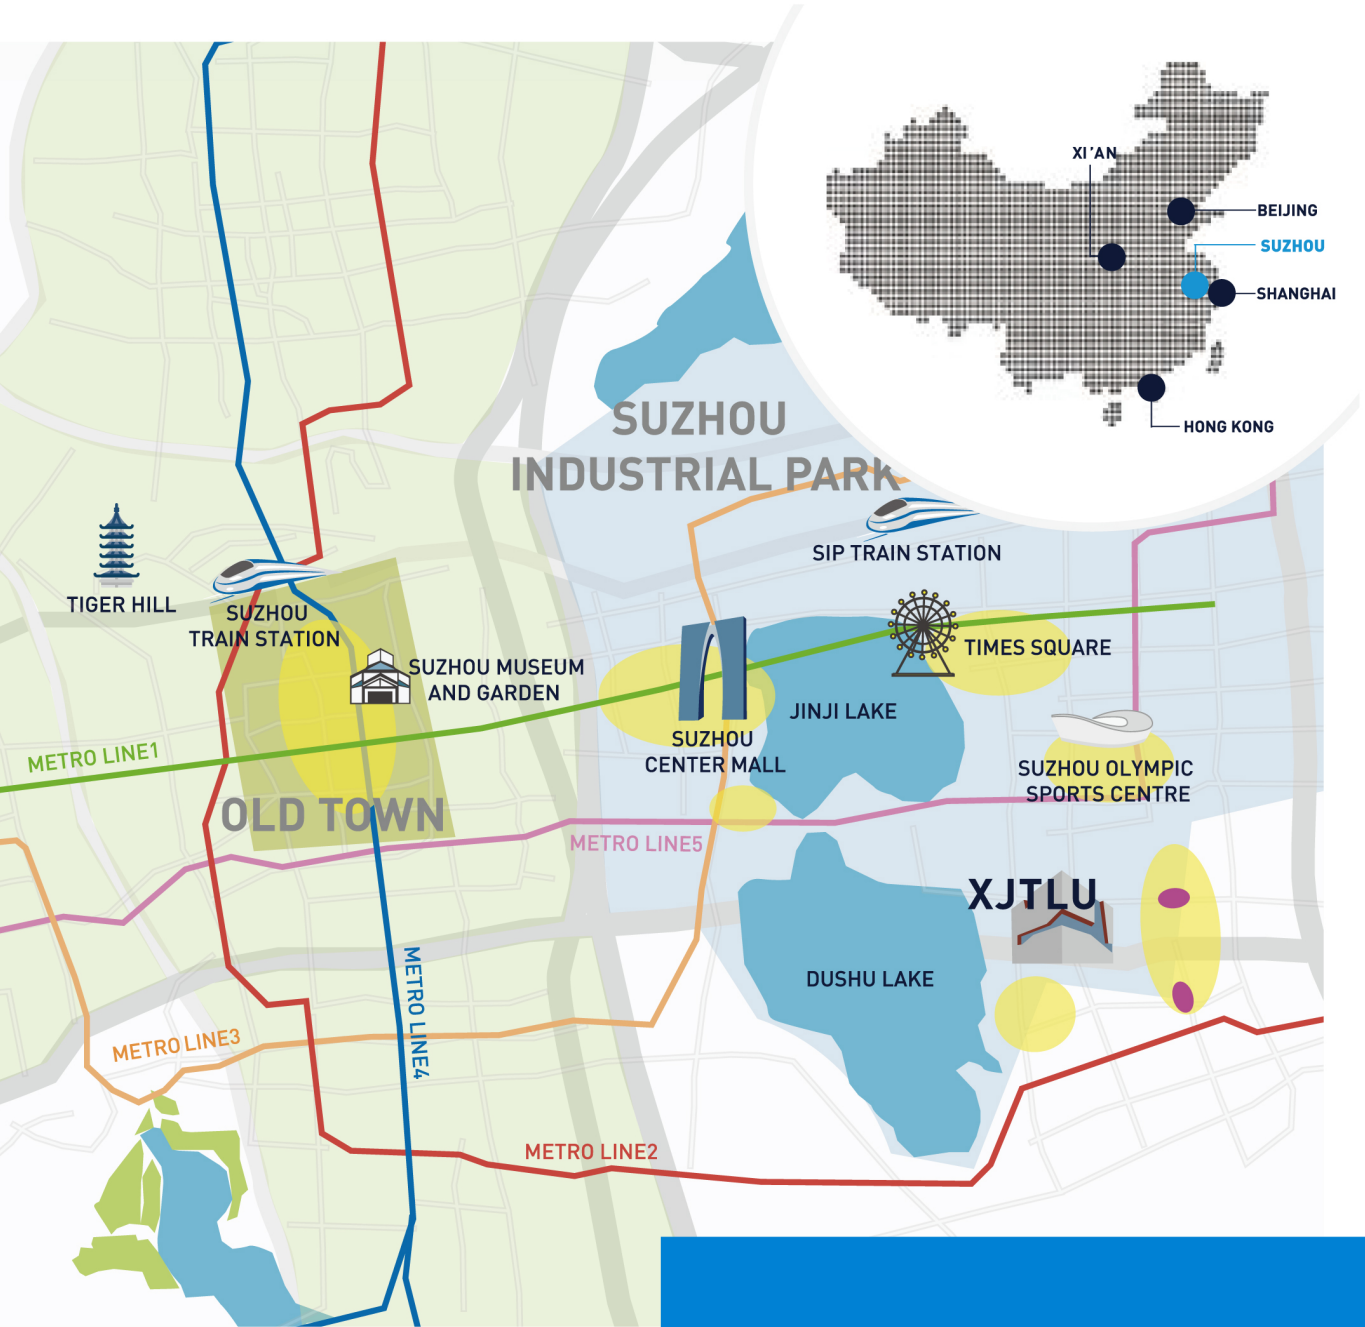 XI'AN
BEIJING
SUZHOU
SHANGHAI
HONG KONG
SUZHOU
INDUSTRIAL PARK
SIP TRAIN STATION
TIGER HILL
SUZHOU
TRAIN STATION
SUZHOU MUSEUM
AND GARDEN
TIMES SQUARE
JINJI LAKE
METRO LINE1
SUZHOU
CENTER MALL
SUZHOU OLYMPIC
SPORTS CENTRE
OLD TOWN
METRO LINE5
XJTLU
DUSHU LAKE
METRO LINE4
METRO LINE3
METRO LINE2